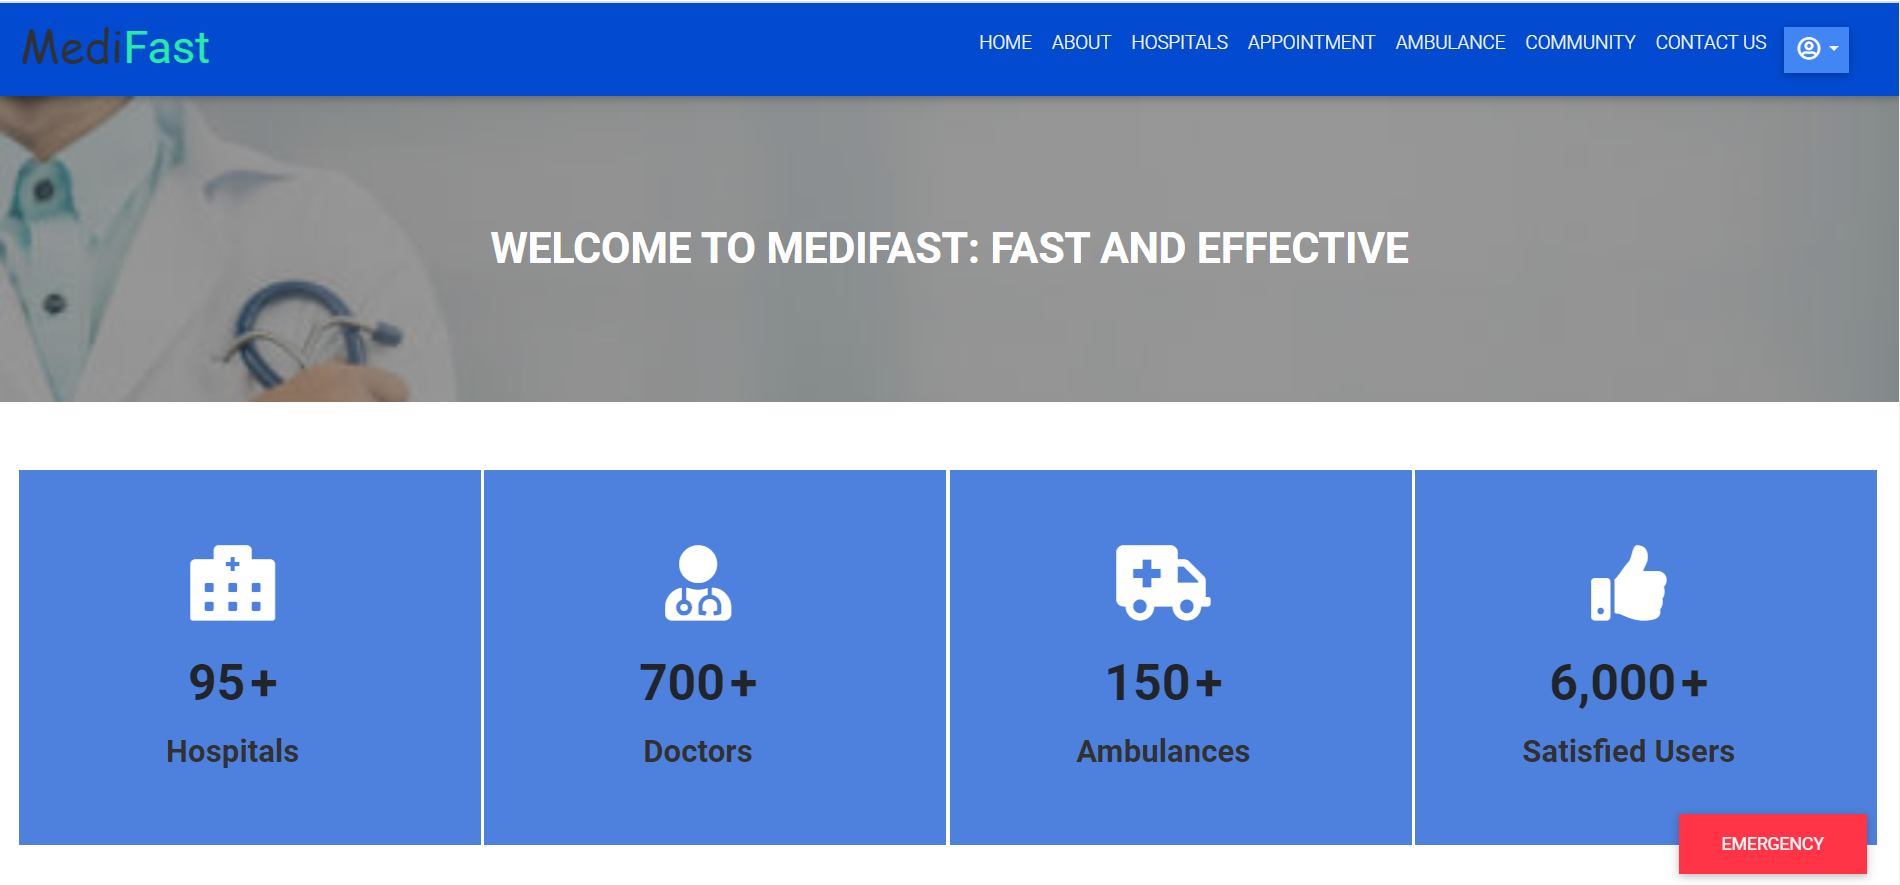 MediFast
HOME ABOUT HOSPITALS APPOINTMENT AMBULANCE COMMUNITY CONTACT US
WELCOME TO MEDIFAST: FAST AND EFFECTIVE
95+
Hospitals
700+
Doctors
150+
Ambulances
6,000+
Satisfied Users
EMERGENCY